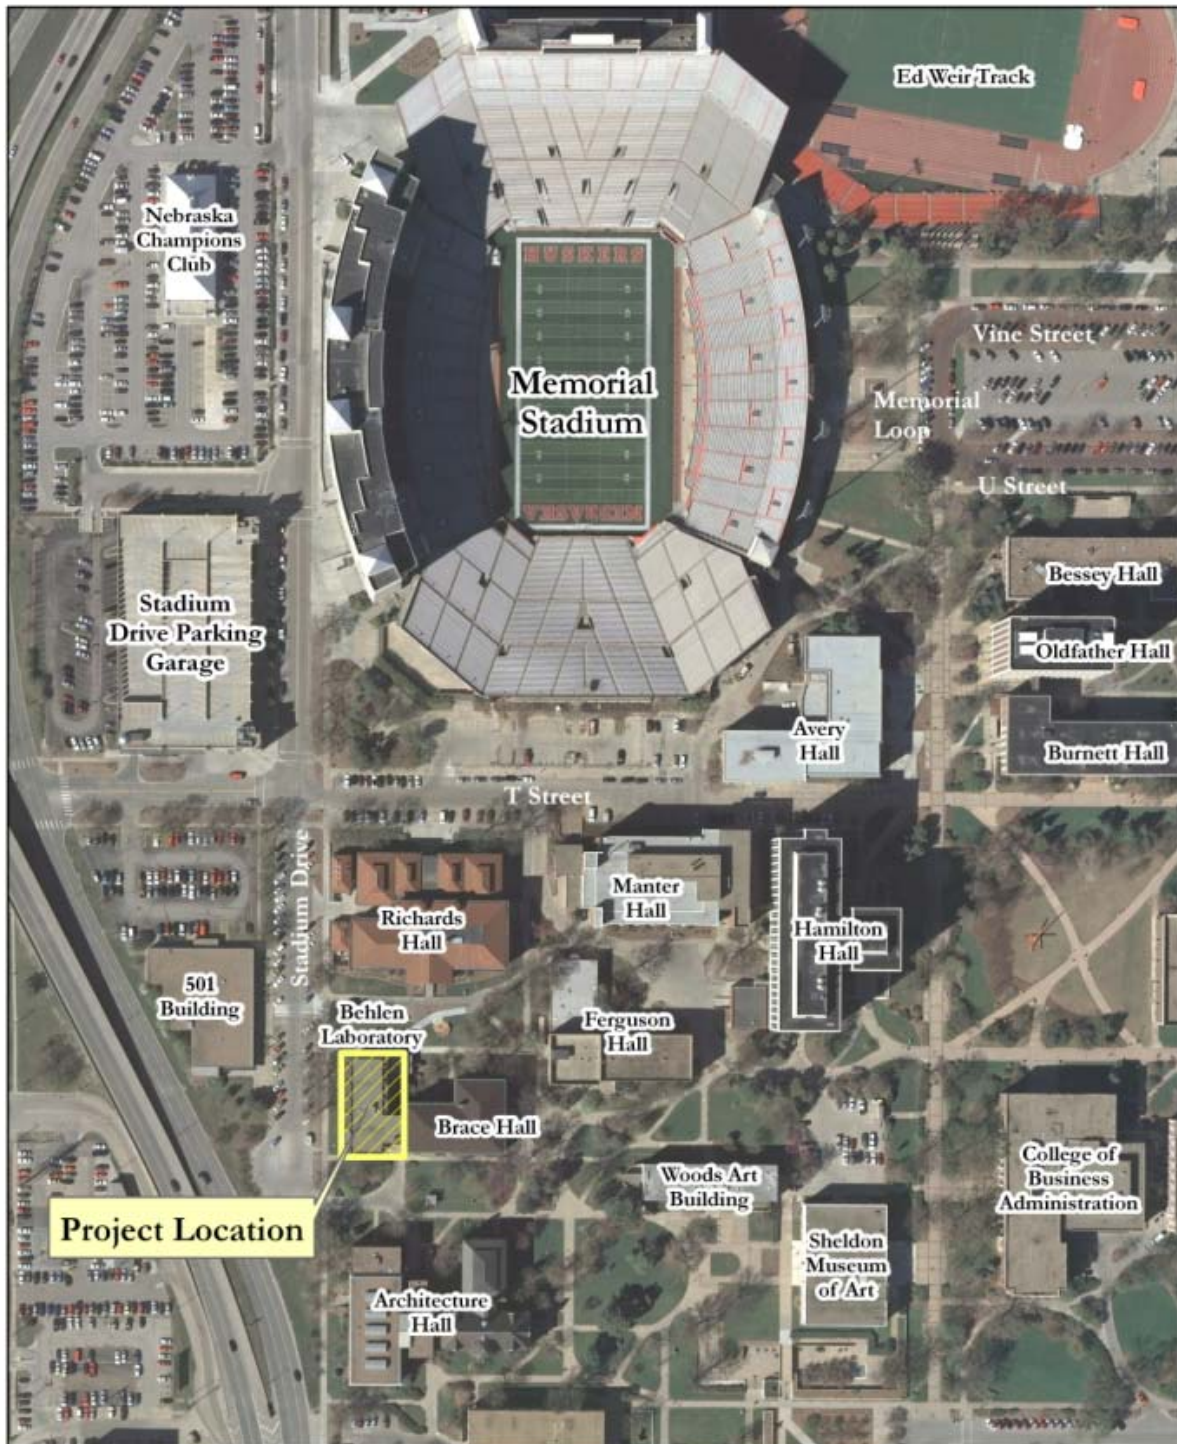 Ed Weir Track
Nebraska
Champions
Club
HUSKERS
Vine Street
Memorial
Stadium
Memorial
Loop
U Street
NEBRASKA
Bessey Hall
Stadium
Drive Parking
Garage
Oldfather Hall
Avery
Hall
Burnett Hall
T Street
Stadium Drive
Manter
Hall
Richards
Hall
Hamilton
Hall
501
Building
Behlen
Laboratory
Ferguson
Hall
Brace Hall
College of
Business
Administration
Woods Art
Building
Project Location
Sheldon
Museum
of Art
Architecture
Hall